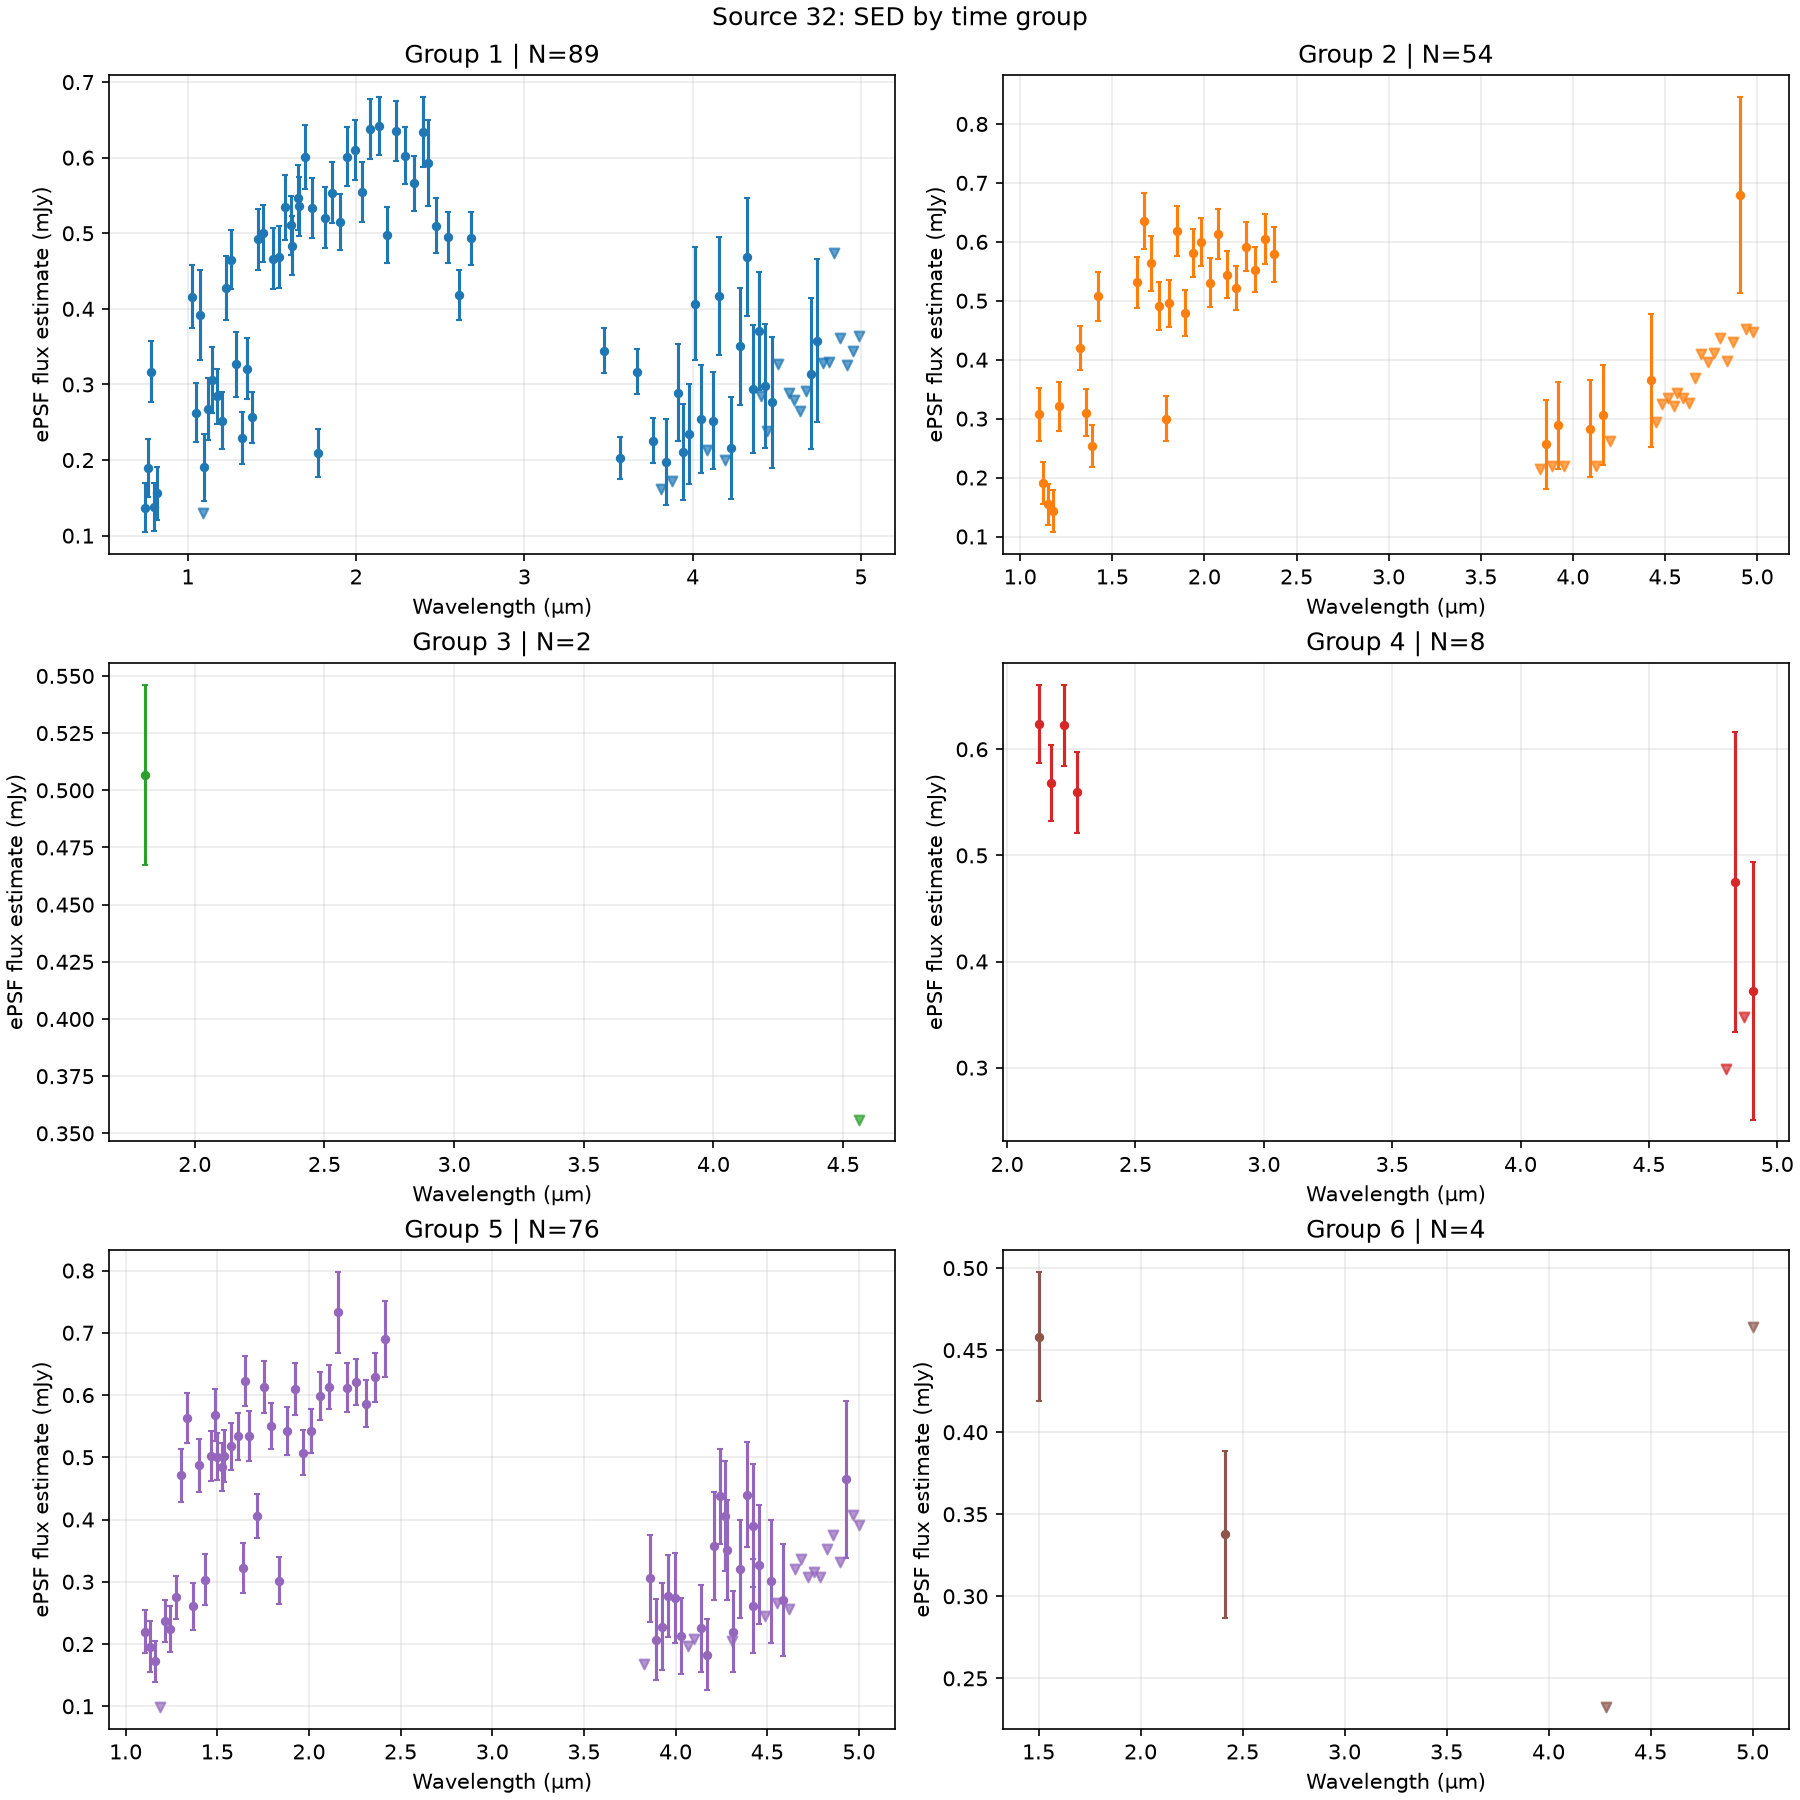 Source 32: SED by time group
Group 1 | N=89
0.7
0.6
0.5
0.4
0.3
0.2
0.1
ePSF flux estimate (mJy)
1 2 3 4 5
Wavelength (µm)
Group 2 | N=54
0.8
0.7
0.6
0.5
0.4
0.3
0.2
0.1
ePSF flux estimate (mJy)
1.0 1.5 2.0 2.5 3.0 3.5 4.0 4.5 5.0
Wavelength (µm)
Group 3 | N=2
0.550
0.525
0.500
0.475
0.450
0.425
0.400
0.375
0.350
ePSF flux estimate (mJy)
2.0 2.5 3.0 3.5 4.0 4.5
Wavelength (µm)
Group 4 | N=8
0.6
0.5
0.4
0.3
ePSF flux estimate (mJy)
2.0 2.5 3.0 3.5 4.0 4.5 5.0
Wavelength (µm)
Group 5 | N=76
0.8
0.7
0.6
0.5
0.4
0.3
0.2
0.1
ePSF flux estimate (mJy)
1.0 1.5 2.0 2.5 3.0 3.5 4.0 4.5 5.0
Wavelength (µm)
Group 6 | N=4
0.50
0.45
0.40
0.35
0.30
0.25
ePSF flux estimate (mJy)
1.5 2.0 2.5 3.0 3.5 4.0 4.5 5.0
Wavelength (µm)